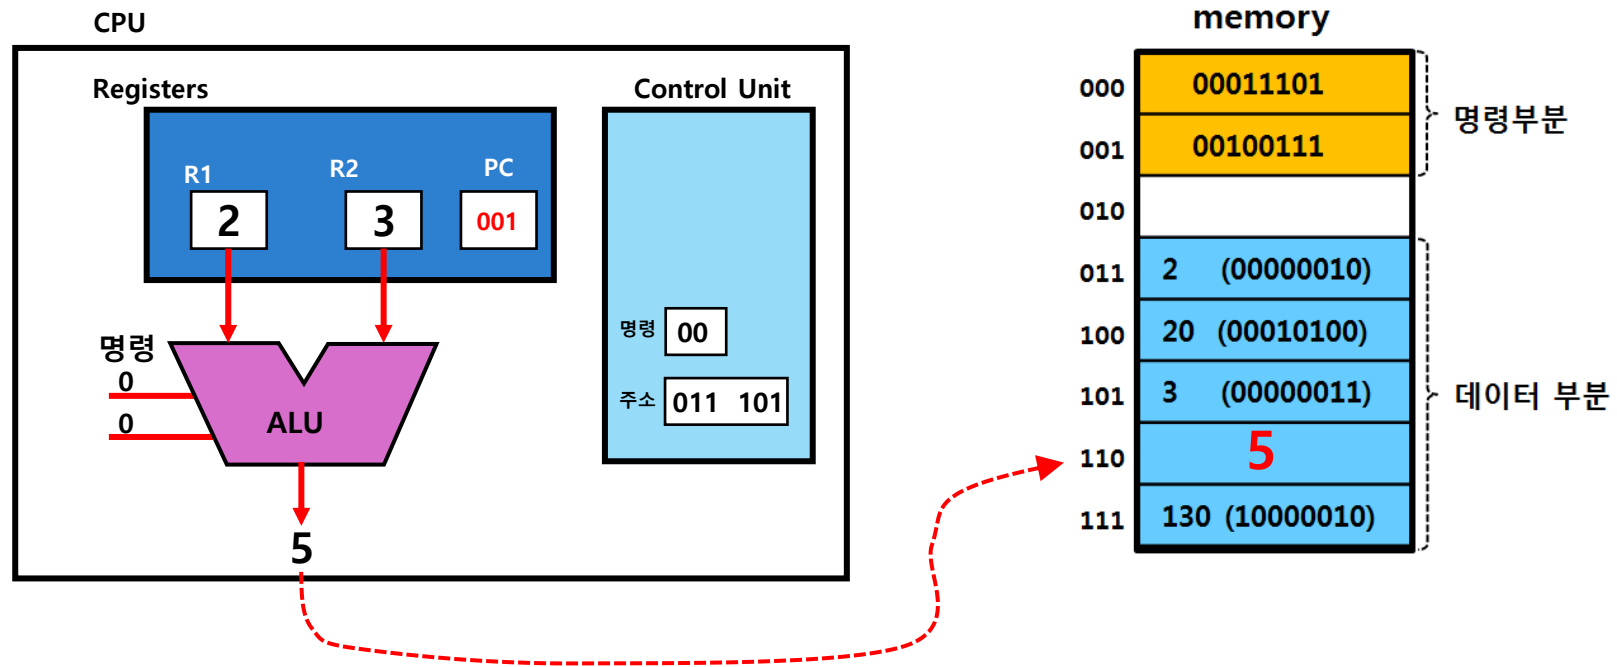 CPU
Registers
R1
R2
PC
2
3
001
명령
0
0
ALU
5
Control Unit
명령 00
주소 011 101
memory
000 00011101
001 00100111
010
011 2 (00000010)
100 20 (00010100)
101 3 (00000011)
110 5
111 130 (10000010)
명령부분
데이터 부분